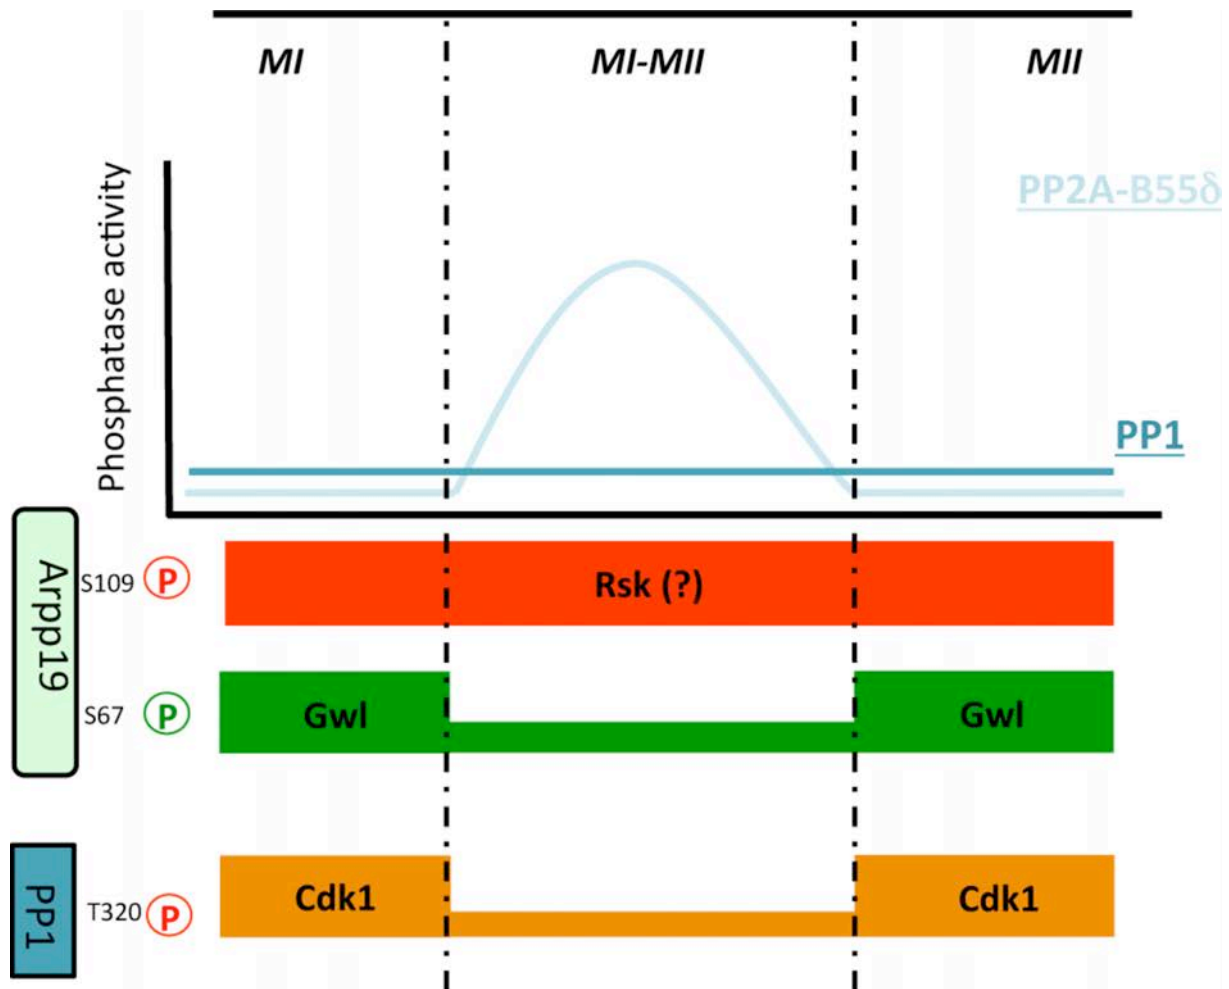 MI MI-MII MII
PP2A-B55δ
Phosphatase activity
PP1
Arpp19
S109 P Rsk (?)
S67 P Gwl Gwl
PP1
T320 P Cdk1 Cdk1